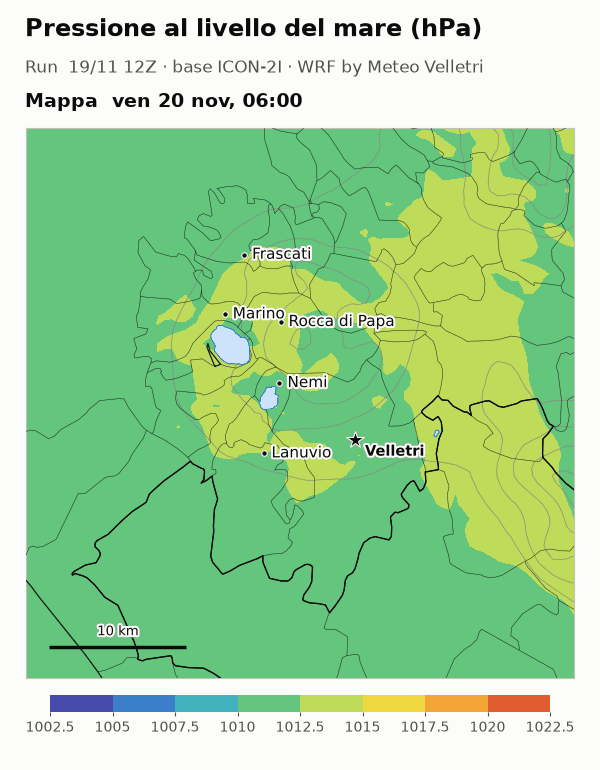 Pressione al livello del mare (hPa)
Run  19/11 12Z · base ICON-2I · WRF by Meteo Velletri
Mappa  ven 20 nov, 06:00
Frascati
Marino
Rocca di Papa
Nemi
Velletri
Lanuvio
10 km
1002.5 1005 1007.5 1010 1012.5 1015 1017.5 1020 1022.5